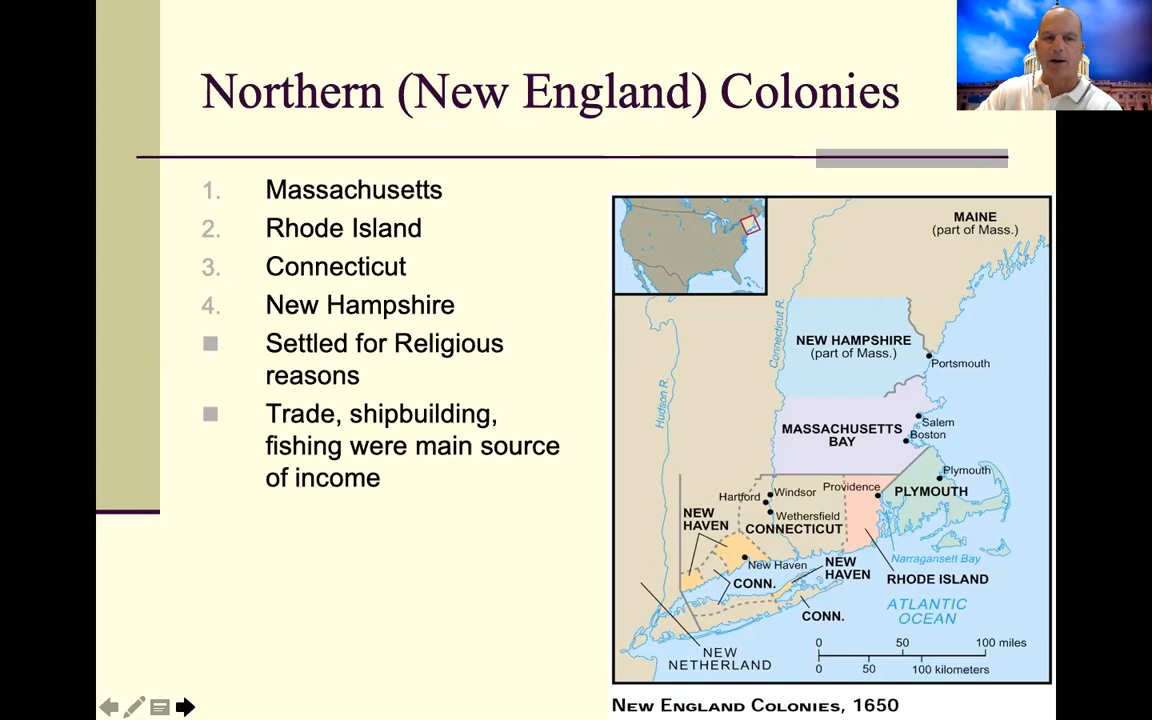 Northern (New England) Colonies
1. Massachusetts
2. Rhode Island
3. Connecticut
4. New Hampshire
Settled for Religious
reasons
Trade, shipbuilding,
fishing were main source
of income
MAINE
(part of Mass.)
Connecticut R.
NEW HAMPSHIRE
(part of Mass.)
Portsmouth
Hudson R.
MASSACHUSETTS
BAY
Salem
Boston
Plymouth
PLYMOUTH
Providence
Hartford
Windsor
Wethersfield
CONNECTICUT
NEW
HAVEN
New Haven
CONN.
NEW
HAVEN
CONN.
Narragansett Bay
RHODE ISLAND
ATLANTIC
OCEAN
NEW
NETHERLAND
0 50 100 miles
0 50 100 kilometers
NEW ENGLAND COLONIES, 1650